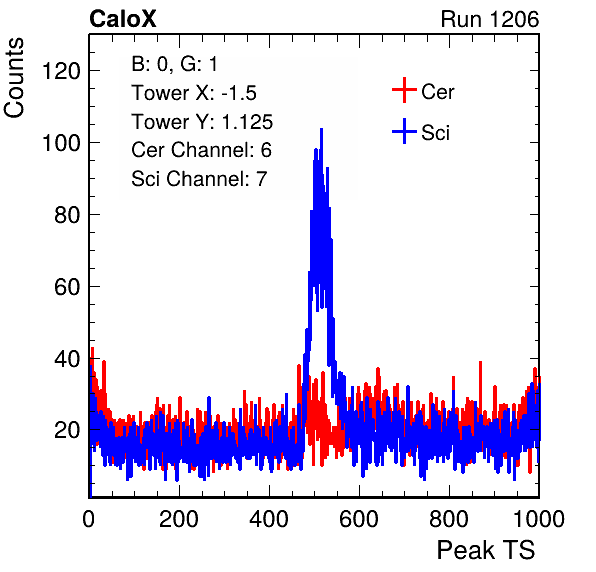 CaloX Run 1206
Counts
B: 0, G: 1
Tower X: -1.5
Tower Y: 1.125
Cer Channel: 6
Sci Channel: 7
Cer
Sci
120
100
80
60
40
20
0 200 400 600 800 1000
Peak TS